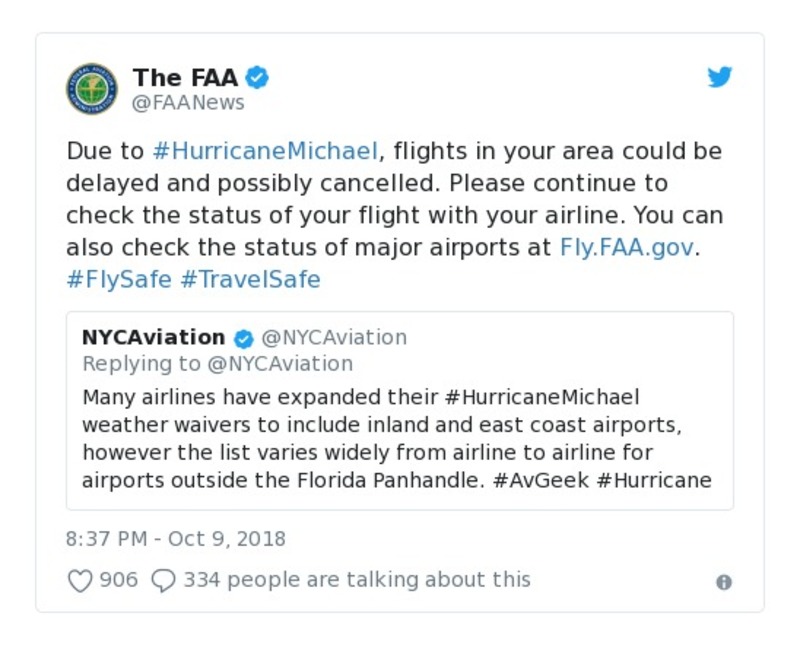 The FAA
@FAANews
Due to #HurricaneMichael, flights in your area could be
delayed and possibly cancelled. Please continue to
check the status of your flight with your airline. You can
also check the status of major airports at Fly.FAA.gov.
#FlySafe #TravelSafe
NYCAviation @NYCAviation
Replying to @NYCAviation
Many airlines have expanded their #HurricaneMichael
weather waivers to include inland and east coast airports,
however the list varies widely from airline to airline for
airports outside the Florida Panhandle. #AvGeek #Hurricane
8:37 PM - Oct 9, 2018
906 334 people are talking about this